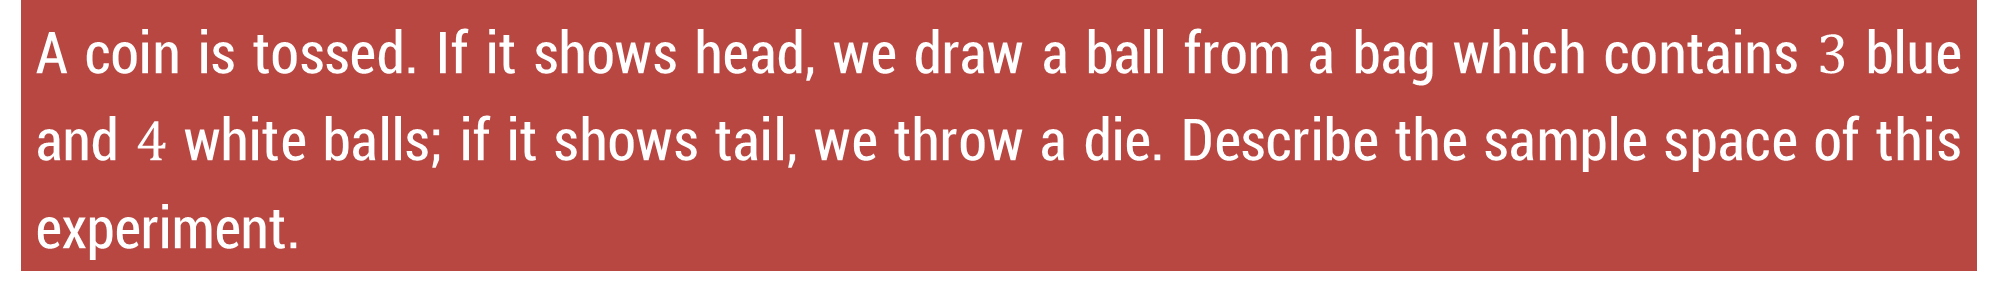 A coin is tossed. If it shows head, we draw a ball from a bag which contains 3 blue
and 4 white balls; if it shows tail, we throw a die. Describe the sample space of this
experiment.